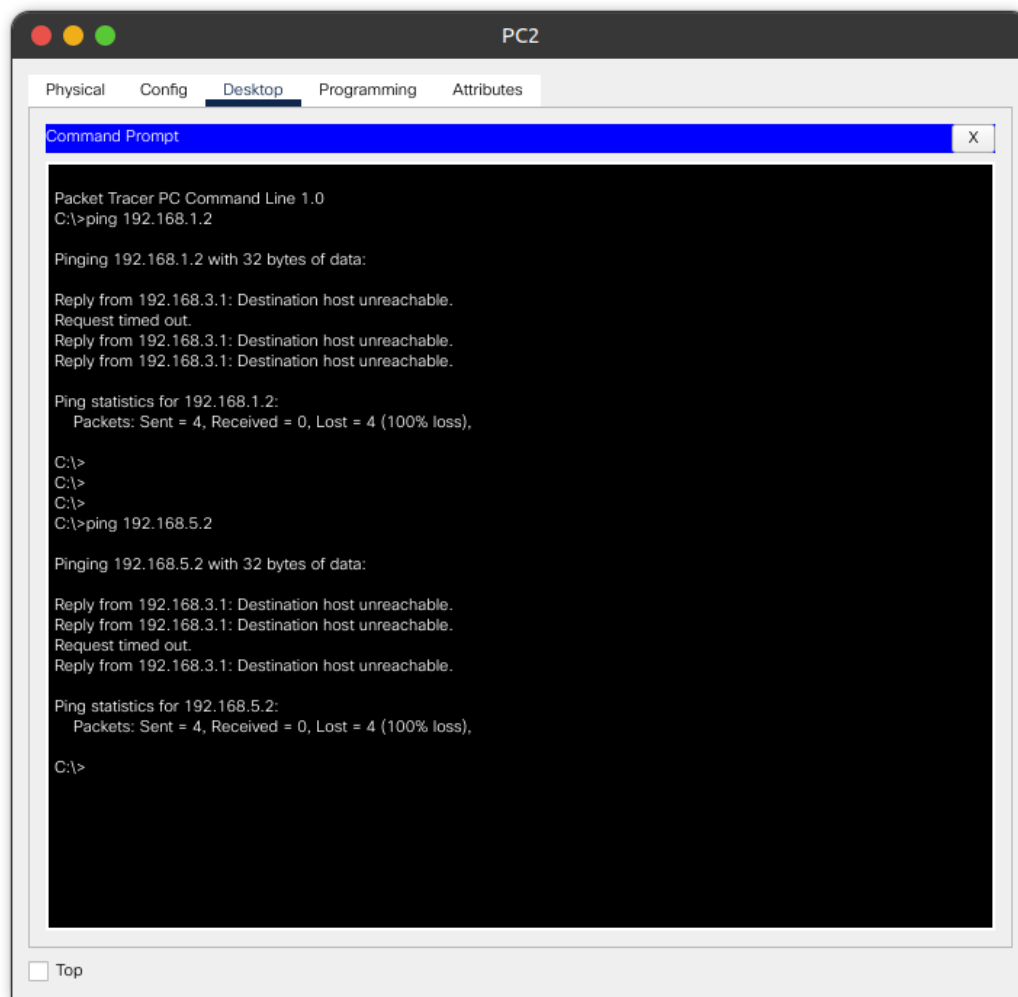 PC2
Physical Config Desktop Programming Attributes
Command Prompt X
Packet Tracer PC Command Line 1.0
C:\>ping 192.168.1.2
Pinging 192.168.1.2 with 32 bytes of data:
Reply from 192.168.3.1: Destination host unreachable.
Request timed out.
Reply from 192.168.3.1: Destination host unreachable.
Reply from 192.168.3.1: Destination host unreachable.
Ping statistics for 192.168.1.2:
Packets: Sent = 4, Received = 0, Lost = 4 (100% loss),
C:\>
C:\>
C:\>
C:\>ping 192.168.5.2
Pinging 192.168.5.2 with 32 bytes of data:
Reply from 192.168.3.1: Destination host unreachable.
Reply from 192.168.3.1: Destination host unreachable.
Request timed out.
Reply from 192.168.3.1: Destination host unreachable.
Ping statistics for 192.168.5.2:
Packets: Sent = 4, Received = 0, Lost = 4 (100% loss),
C:\>
Top